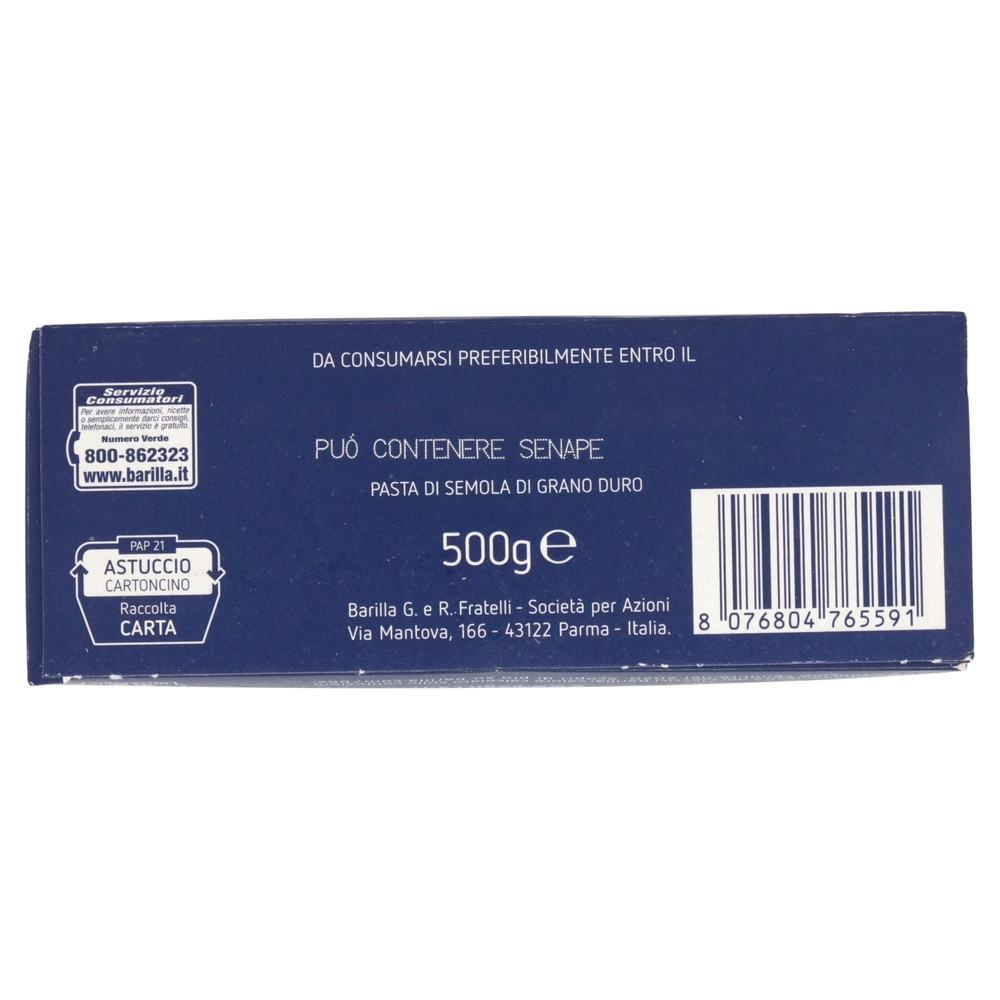 DA CONSUMARSI PREFERIBILMENTE ENTRO IL
Servizio
Consumatori
Per avere informazioni, ricette
o semplicemente darci consigli,
telefonaci, il servizio è gratuito.
Numero Verde
800-862323
www.barilla.it
PUÓ CONTENERE SENAPE
PASTA DI SEMOLA DI GRANO DURO
500g e
PAP 21
ASTUCCIO
CARTONCINO
Raccolta
CARTA
Barilla G. e R. Fratelli - Società per Azioni
Via Mantova, 166 - 43122 Parma - Italia.
8 076804 765591